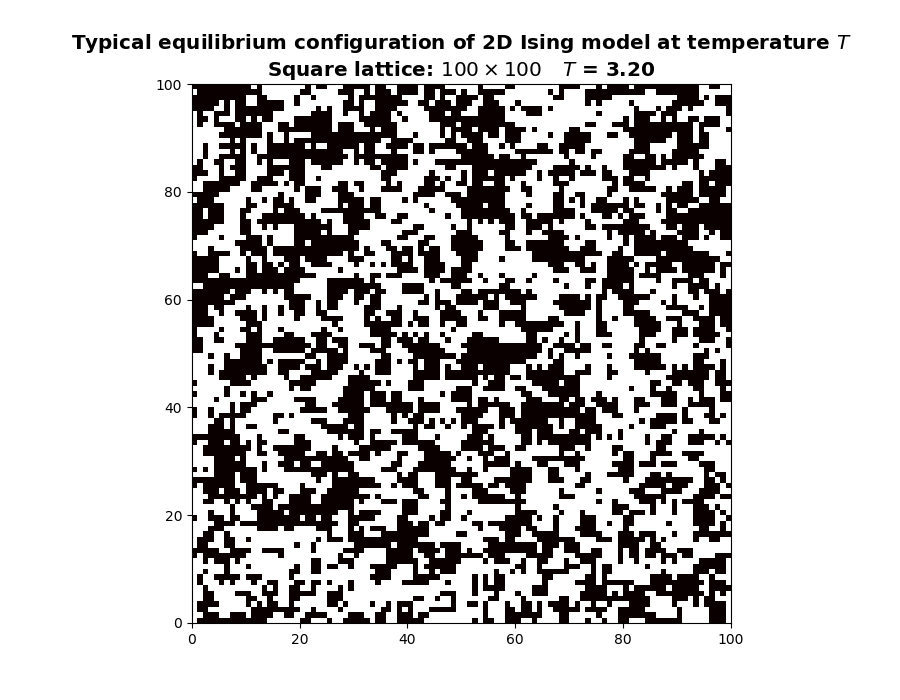 Typical equilibrium configuration of 2D Ising model at temperature T
Square lattice: 100 × 100 T = 3.20
100
80
60
40
20
0
0 20 40 60 80 100